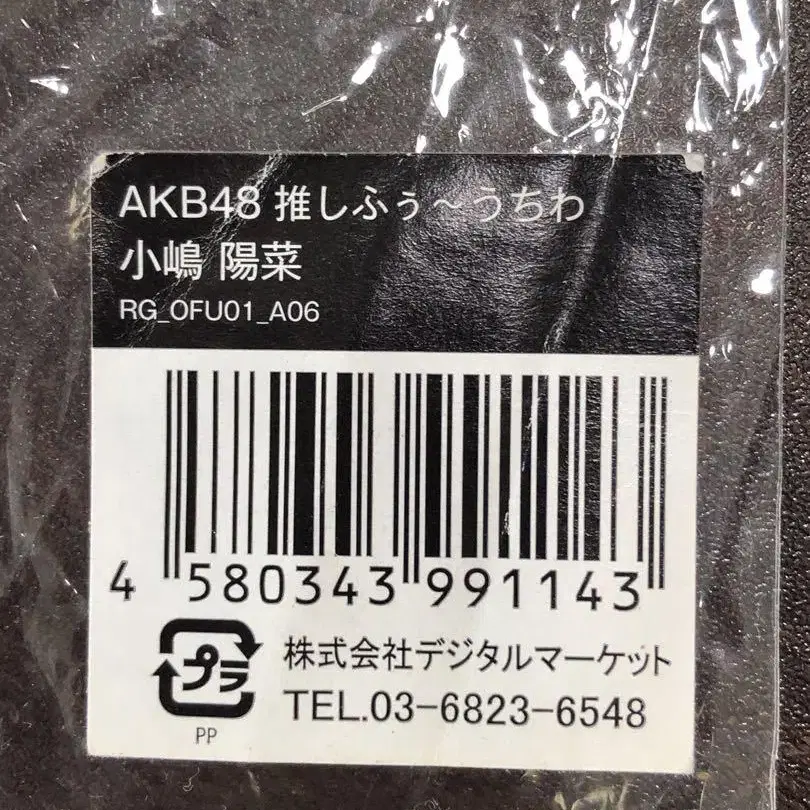 AKB48 推しふぅ～うちわ
小嶋 陽菜
RG_OFU01_A06
4 580343 991143
プラ
PP
株式会社デジタルマーケット
TEL.03-6823-6548